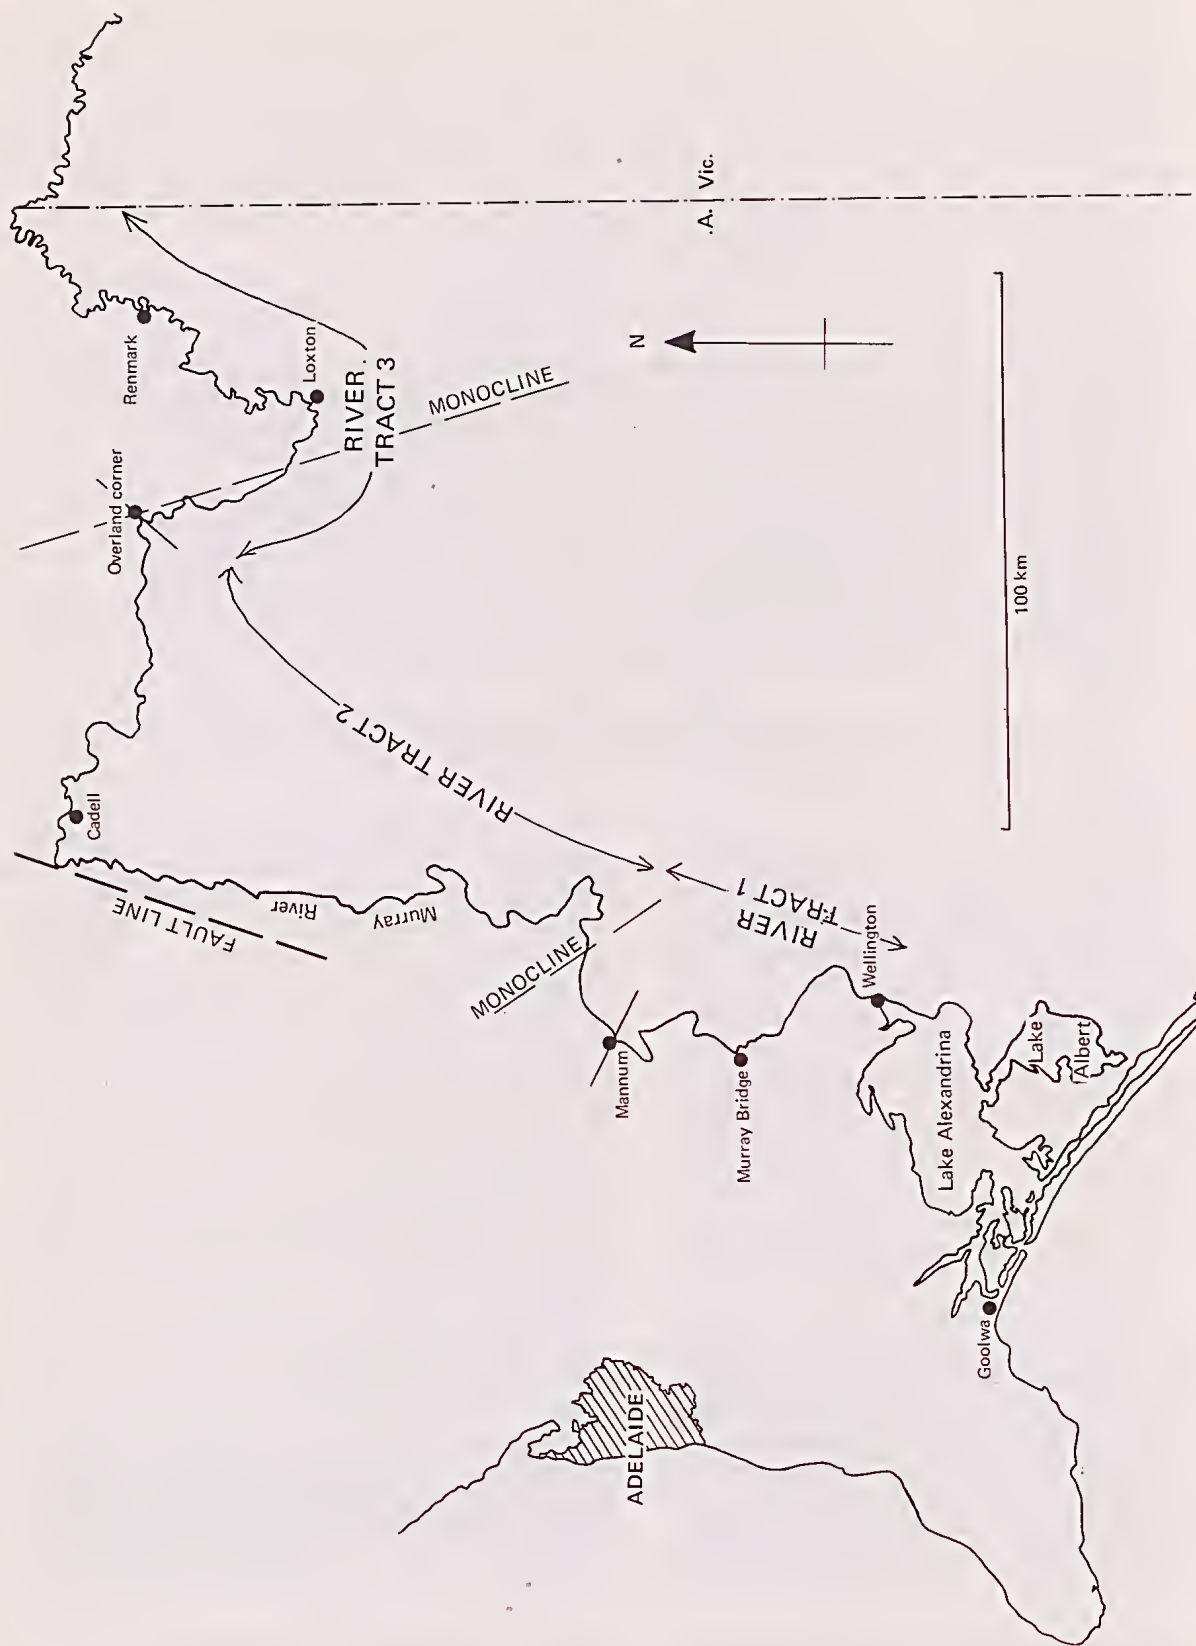 Renmark
Loxton
Overland corner
RIVER
TRACT 3
MONOCLINE
.A. Vic.
N
Cadell
RIVER TRACT 2
FAULT LINE
River
Murray
MONOCLINE
RIVER
TRACT 1
Mannum
Murray Bridge
Wellington
Lake Alexandrina
Lake
Albert
100 km
ADELAIDE
Goolwa